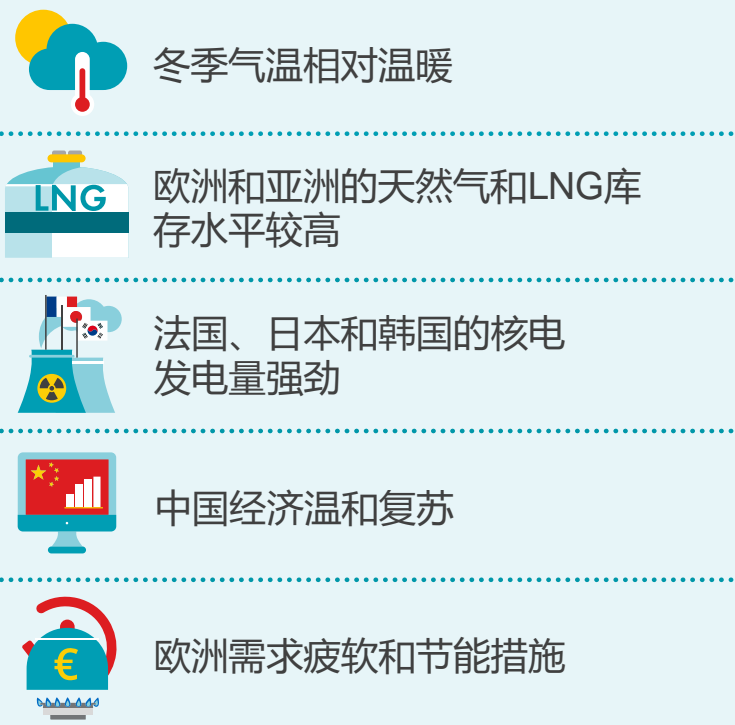 冬季气温相对温暖
LNG
欧洲和亚洲的天然气和LNG库
存水平较高
法国、日本和韩国的核电
发电量强劲
中国经济温和复苏
€
欧洲需求疲软和节能措施